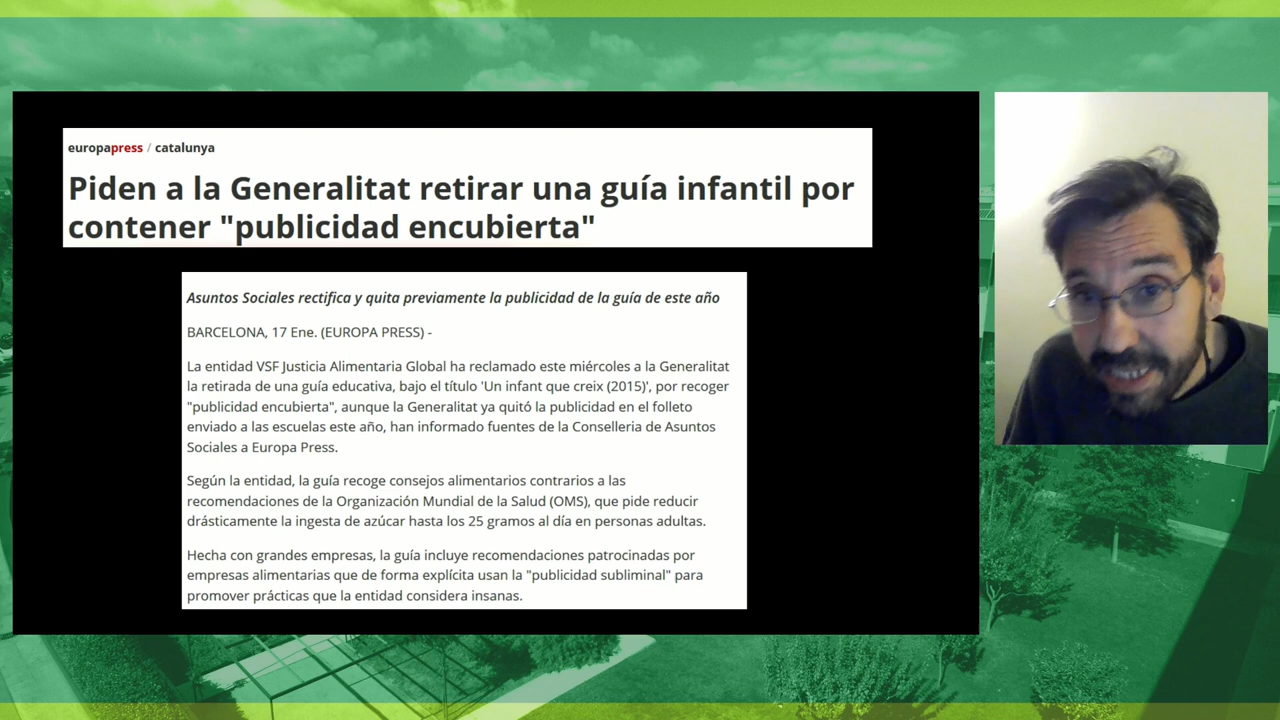 europapress / catalunya
Piden a la Generalitat retirar una guía infantil por
contener "publicidad encubierta"
Asuntos Sociales rectifica y quita previamente la publicidad de la guía de este año
BARCELONA, 17 Ene. (EUROPA PRESS) -
La entidad VSF Justicia Alimentaria Global ha reclamado este miércoles a la Generalitat
la retirada de una guía educativa, bajo el título 'Un infant que creix (2015)', por recoger
"publicidad encubierta", aunque la Generalitat ya quitó la publicidad en el folleto
enviado a las escuelas este año, han informado fuentes de la Conselleria de Asuntos
Sociales a Europa Press.
Según la entidad, la guía recoge consejos alimentarios contrarios a las
recomendaciones de la Organización Mundial de la Salud (OMS), que pide reducir
drásticamente la ingesta de azúcar hasta los 25 gramos al día en personas adultas.
Hecha con grandes empresas, la guía incluye recomendaciones patrocinadas por
empresas alimentarias que de forma explícita usan la "publicidad subliminal" para
promover prácticas que la entidad considera insanas.